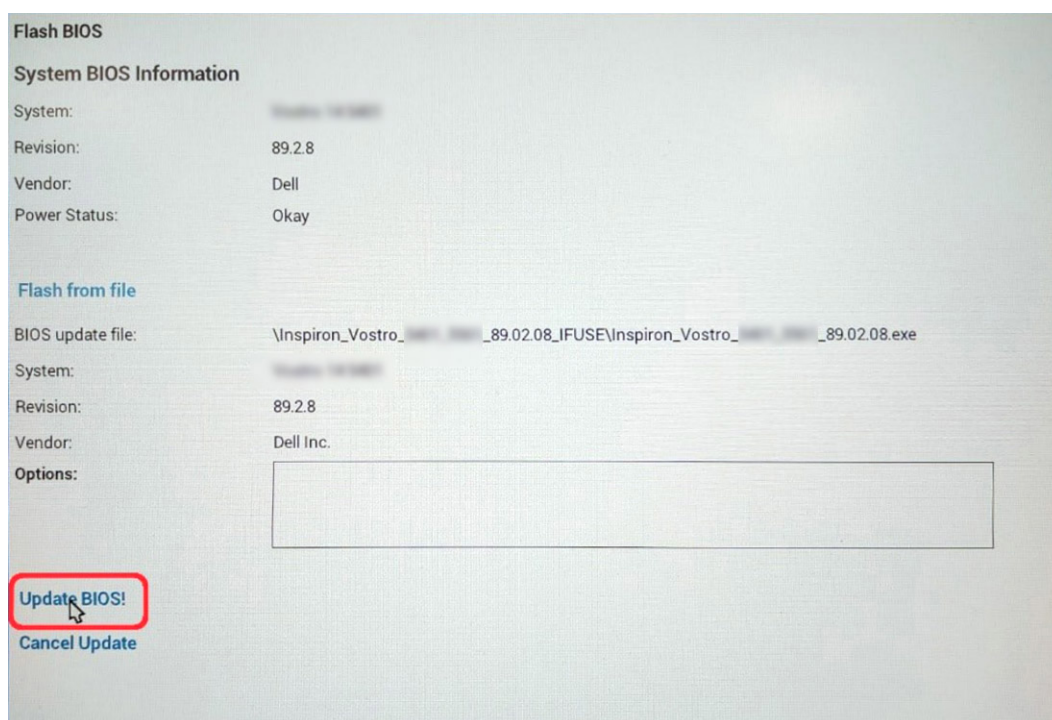 Flash BIOS
System BIOS Information
System:
Revision: 89.2.8
Vendor: Dell
Power Status: Okay
Flash from file
BIOS update file: \Inspiron_Vostro_ _89.02.08_IFUSE\Inspiron_Vostro_ _89.02.08.exe
System:
Revision: 89.2.8
Vendor: Dell Inc.
Options:
Update BIOS!
Cancel Update